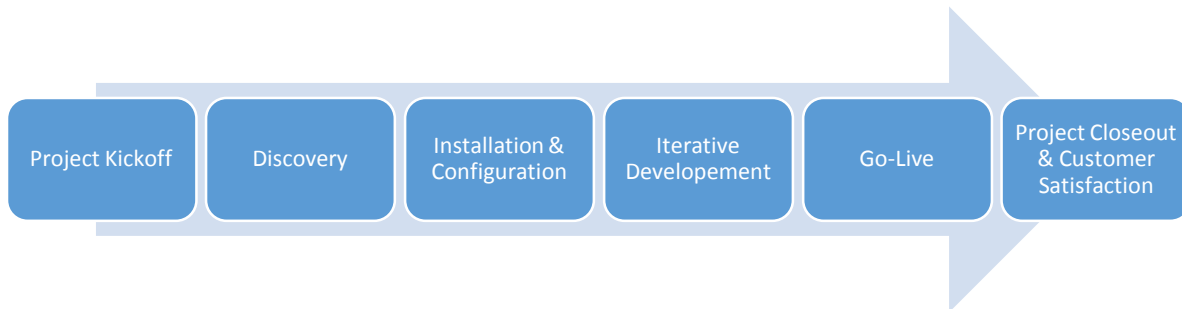 Project Kickoff
Discovery
Installation &
Configuration
Iterative
Developement
Go-Live
Project Closeout
& Customer
Satisfaction